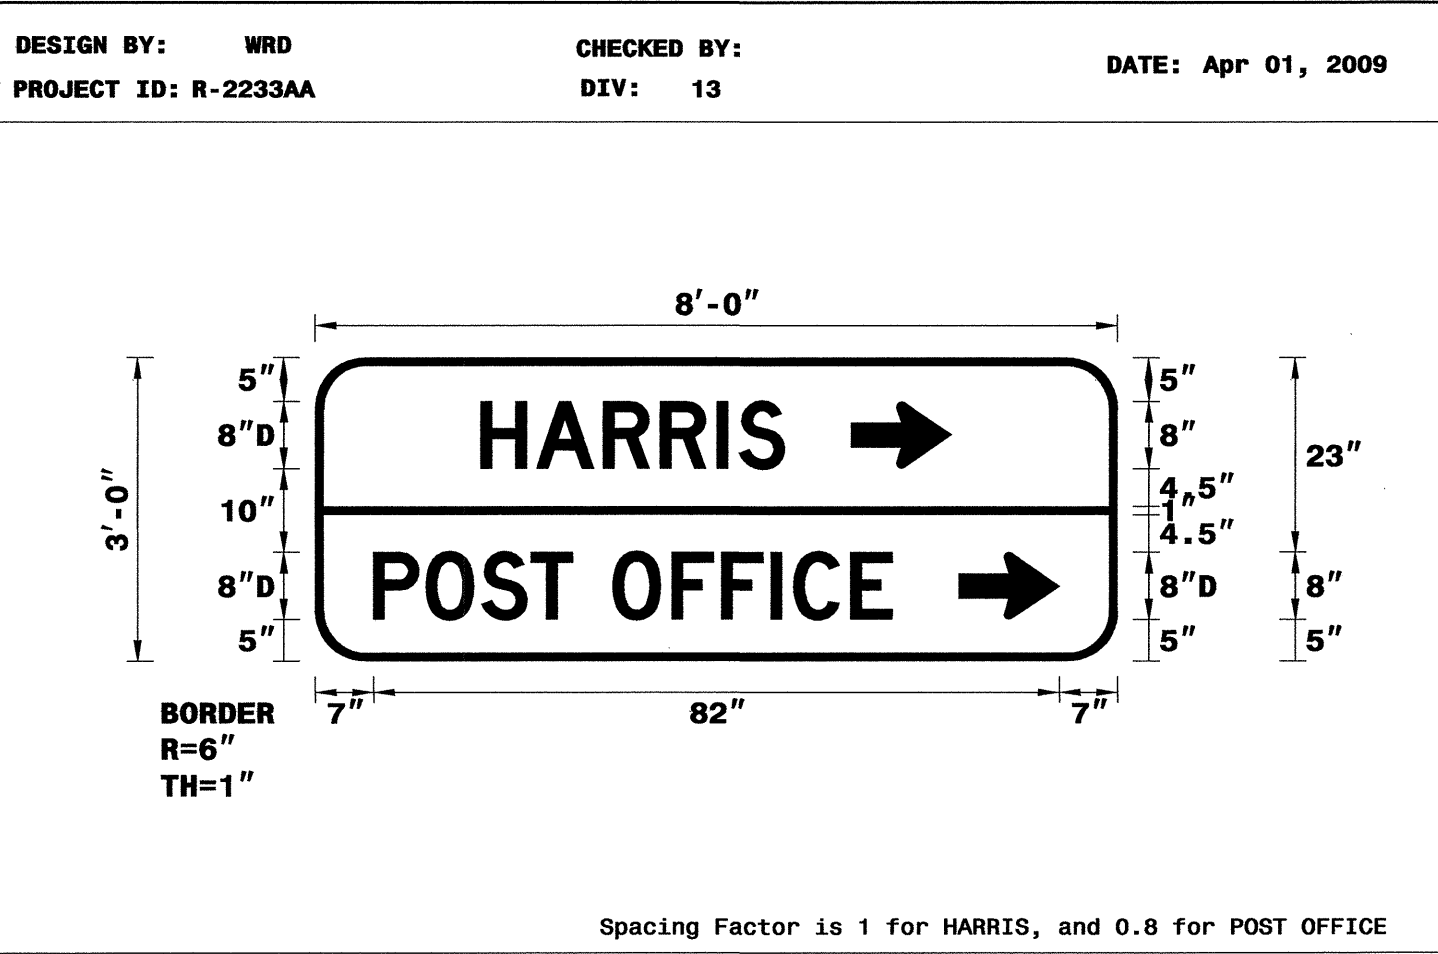 DESIGN BY: WRD
CHECKED BY:
DATE: Apr 01, 2009
PROJECT ID: R-2233AA
DIV: 13
8'-0"
3'-0"
5"
8"D
10"
8"D
5"
HARRIS
POST OFFICE
5"
8"
4.5"
1"
4.5"
8"D
5"
23"
8"
5"
7"
82"
7"
BORDER
R=6"
TH=1"
Spacing Factor is 1 for HARRIS, and 0.8 for POST OFFICE